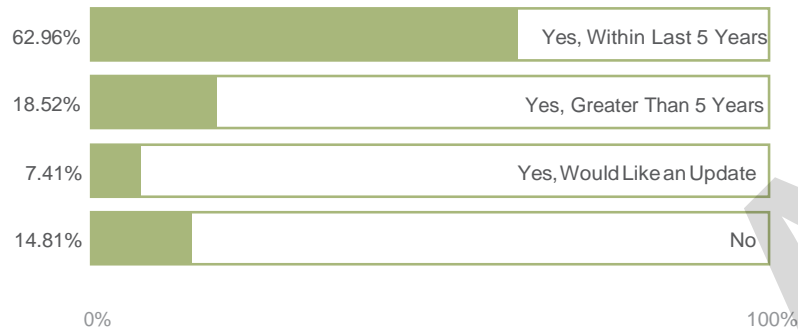 62.96% Yes, Within Last 5 Years
18.52% Yes, Greater Than 5 Years
7.41% Yes, Would Like an Update
14.81% No
0% 100%